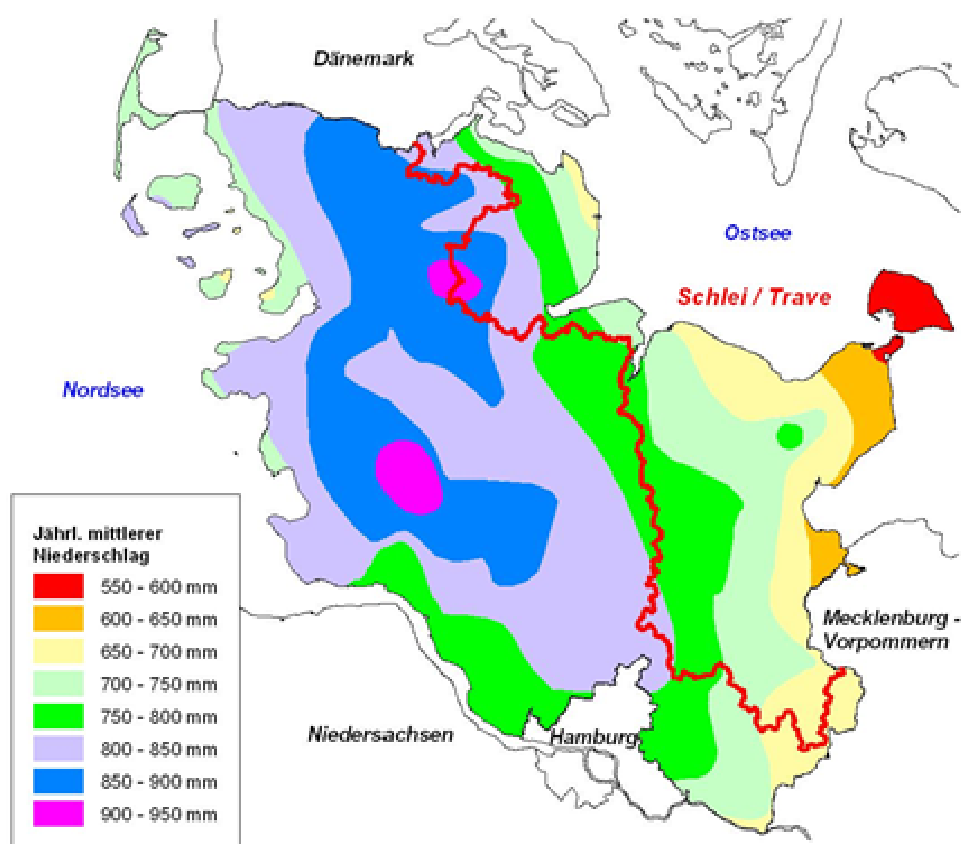 Dänemark
Ostsee
Schlei / Trave
Nordsee
Jährl. mittlerer
Niederschlag
550 - 600 mm
600 - 650 mm
650 - 700 mm
700 - 750 mm
750 - 800 mm
800 - 850 mm
850 - 900 mm
900 - 950 mm
Mecklenburg -
Vorpommern
Niedersachsen
Hamburg